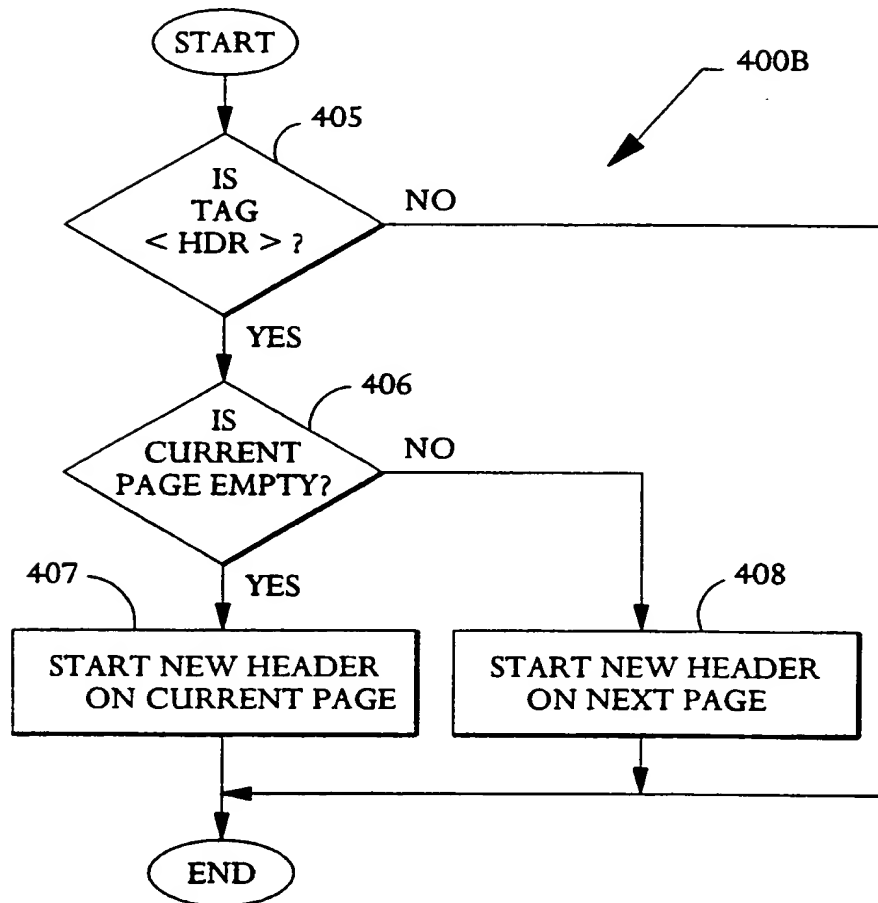 START
400B
405
IS
TAG
< HDR > ?
NO
YES
406
IS
CURRENT
PAGE EMPTY?
NO
YES
407
START NEW HEADER
ON CURRENT PAGE
408
START NEW HEADER
ON NEXT PAGE
END